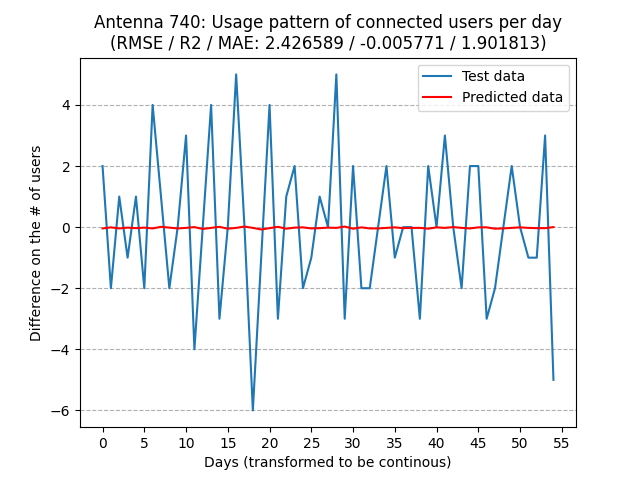 Antenna 740: Usage pattern of connected users per day
(RMSE / R2 / MAE: 2.426589 / -0.005771 / 1.901813)
Test data
Predicted data
Difference on the # of users
4
2
0
−2
−4
−6
0 5 10 15 20 25 30 35 40 45 50 55
Days (transformed to be continous)